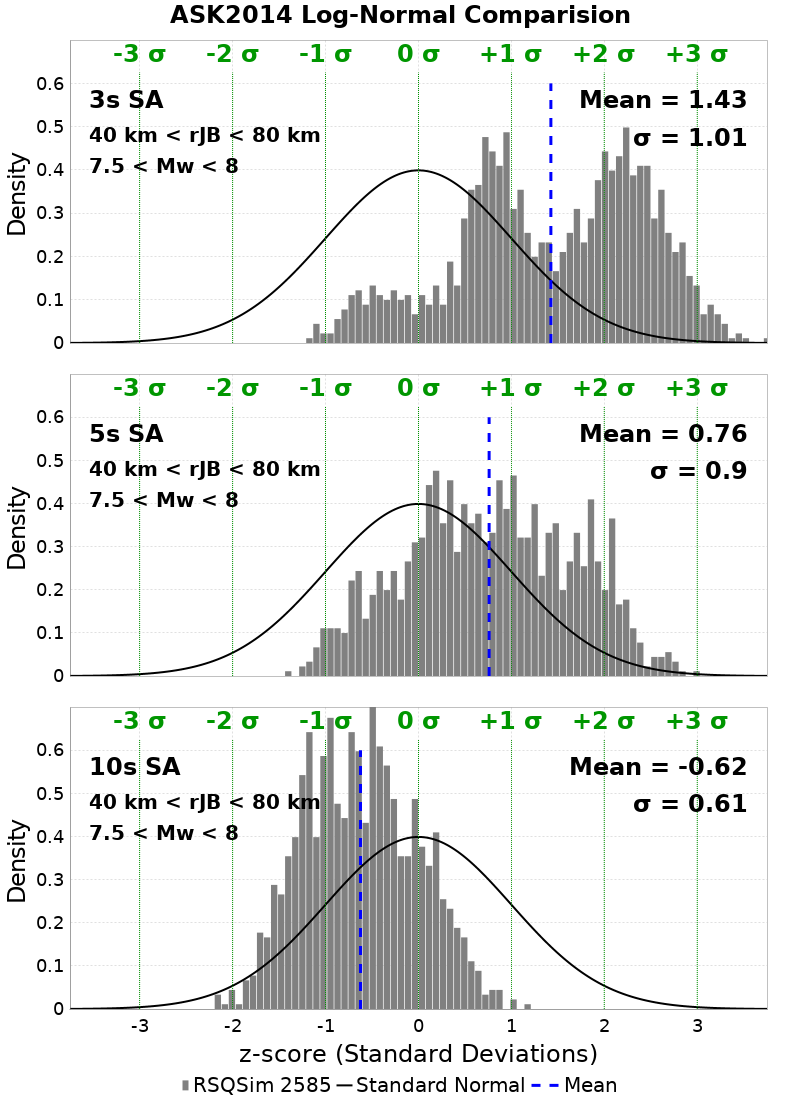 ASK2014 Log-Normal Comparision
-3 σ -2 σ -1 σ 0 σ +1 σ +2 σ +3 σ
0.6
3s SA
Mean = 1.43
0.5
40 km < rJB < 80 km
σ = 1.01
0.4
7.5 < Mw < 8
Density
0.3
0.2
0.1
0
-3 σ -2 σ -1 σ 0 σ +1 σ +2 σ +3 σ
0.6
5s SA
Mean = 0.76
0.5
40 km < rJB < 80 km
σ = 0.9
0.4
7.5 < Mw < 8
Density
0.3
0.2
0.1
0
-3 σ -2 σ -1 σ 0 σ +1 σ +2 σ +3 σ
0.6
10s SA
Mean = -0.62
0.5
40 km < rJB < 80 km
σ = 0.61
0.4
7.5 < Mw < 8
Density
0.3
0.2
0.1
0
-3 -2 -1 0 1 2 3
z-score (Standard Deviations)
RSQSim 2585 Standard Normal Mean